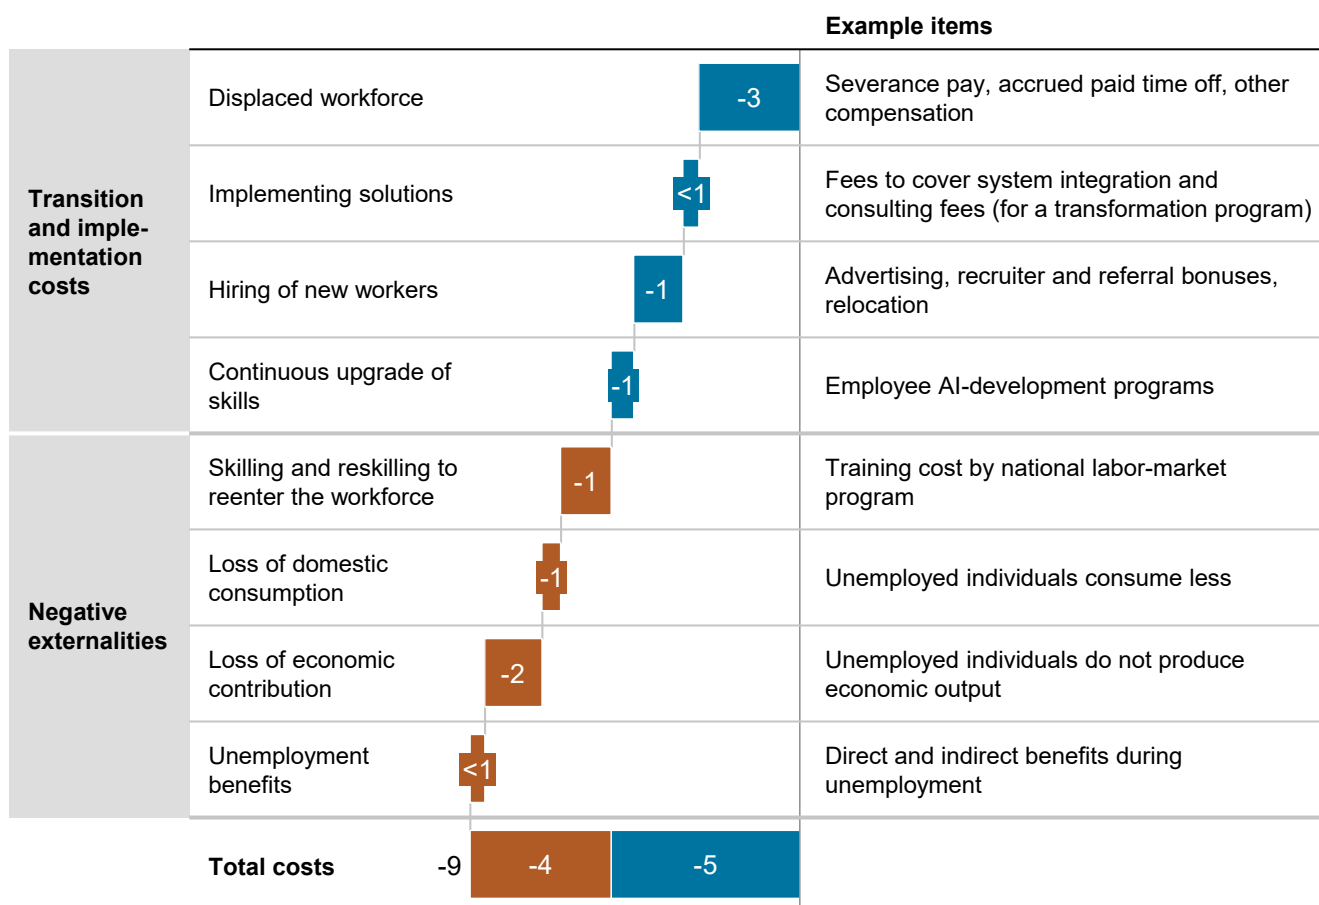 Example items
Transition
and imple-
mentation
costs
Displaced workforce
-3
Severance pay, accrued paid time off, other
compensation
Implementing solutions
<1
Fees to cover system integration and
consulting fees (for a transformation program)
Hiring of new workers
-1
Advertising, recruiter and referral bonuses,
relocation
Continuous upgrade of
skills
-1
Employee AI-development programs
Negative
externalities
Skilling and reskilling to
reenter the workforce
-1
Training cost by national labor-market
program
Loss of domestic
consumption
-1
Unemployed individuals consume less
Loss of economic
contribution
-2
Unemployed individuals do not produce
economic output
Unemployment
benefits
<1
Direct and indirect benefits during
unemployment
Total costs -9 -4 -5